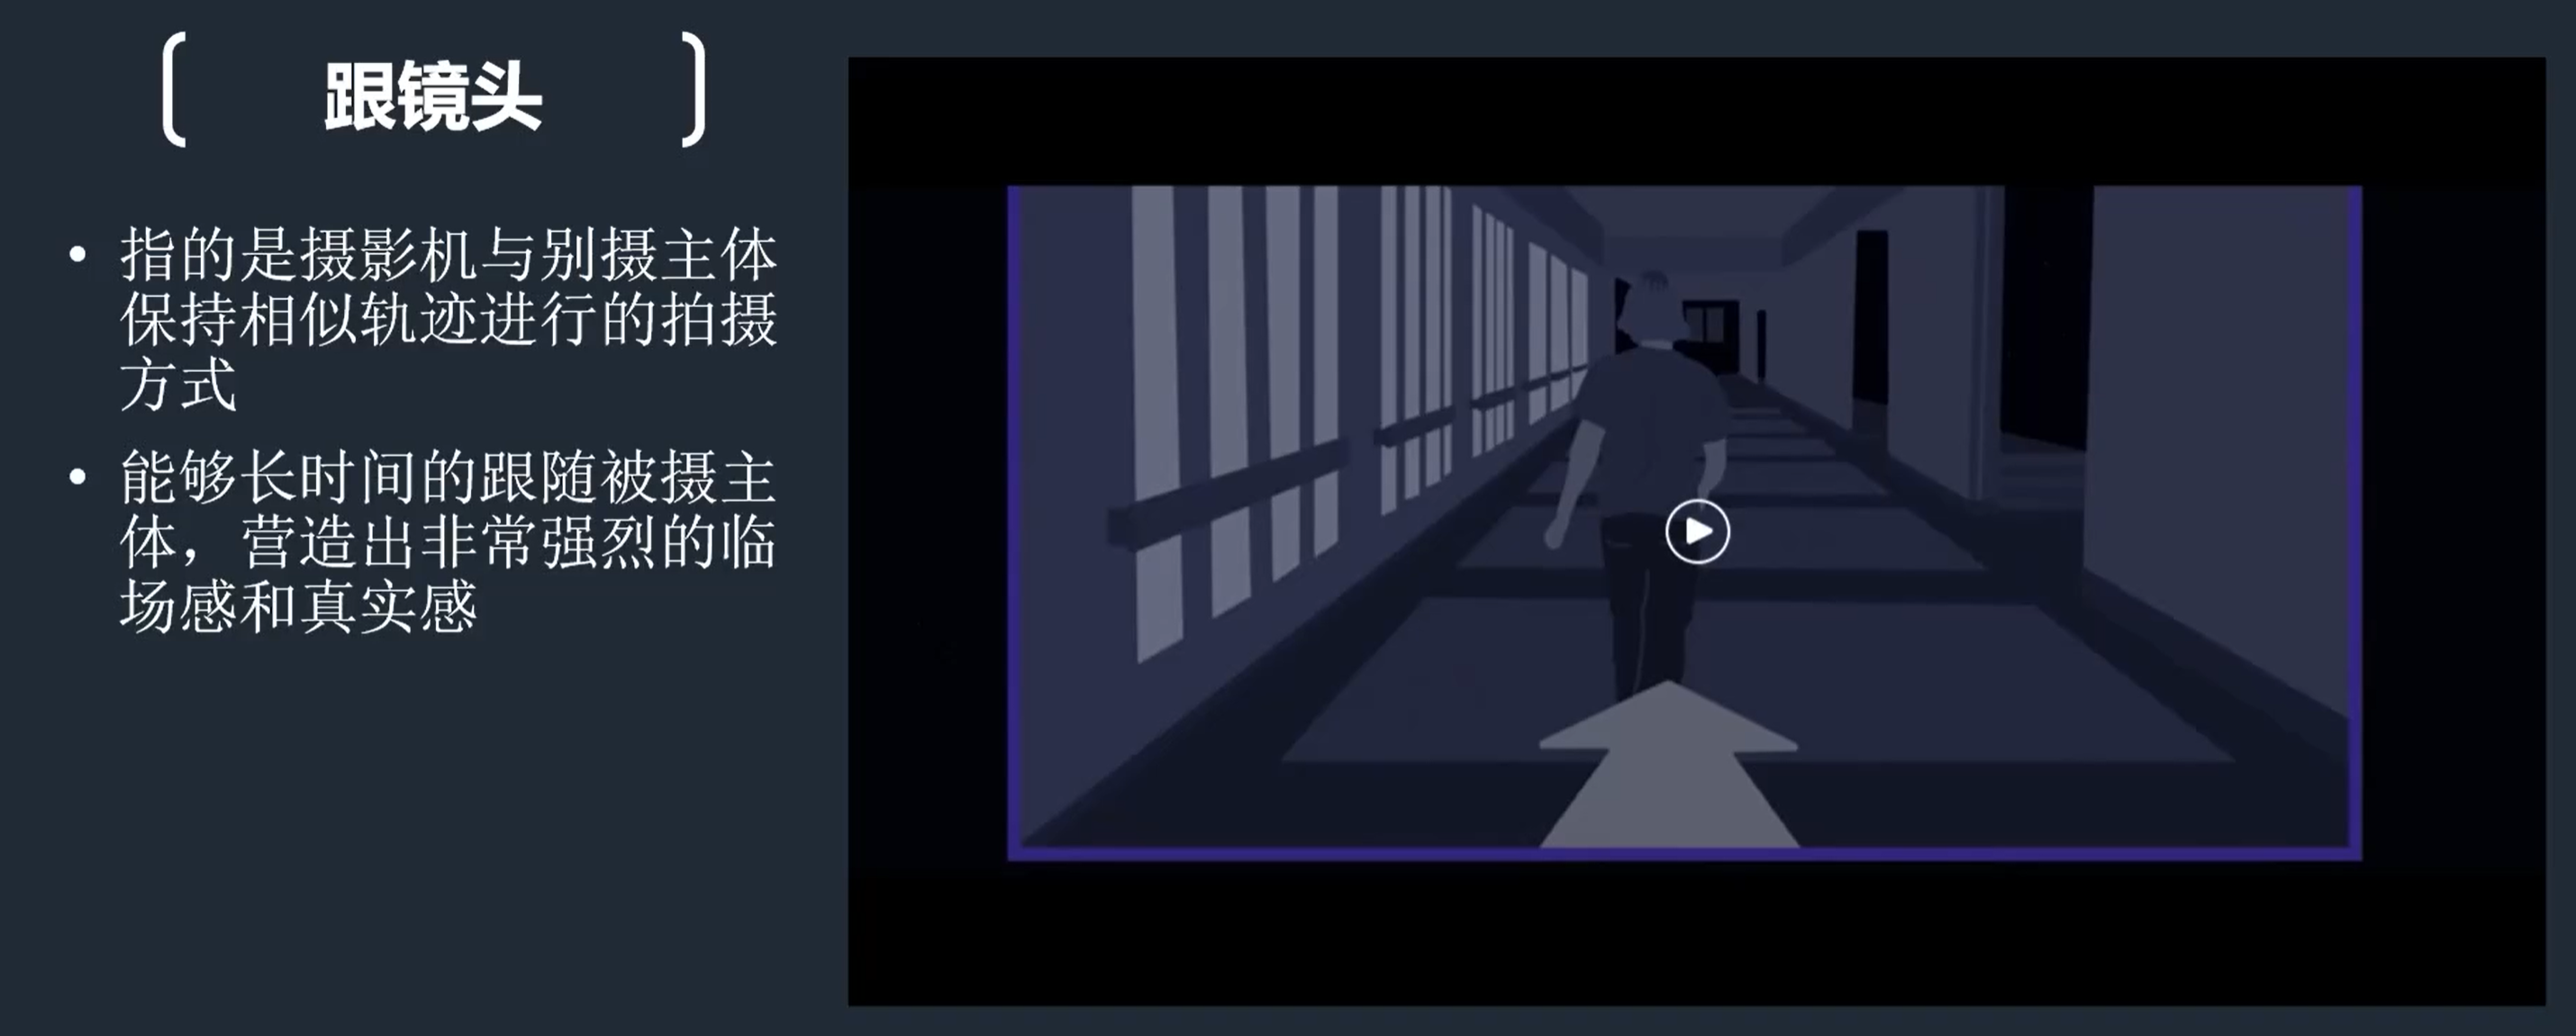 跟镜头
• 指的是摄影机与别摄主体
保持相似轨迹进行的拍摄
方式
• 能够长时间的跟随被摄主
体，营造出非常强烈的临
场感和真实感